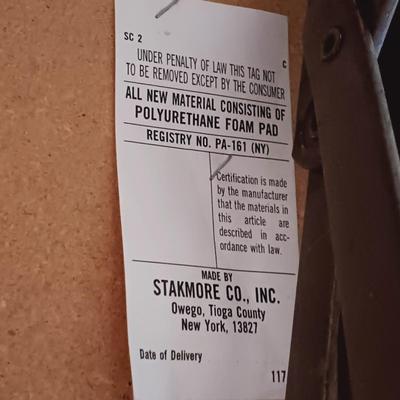 SC 2
C
UNDER PENALTY OF LAW THIS TAG NOT
TO BE REMOVED EXCEPT BY THE CONSUMER
ALL NEW MATERIAL CONSISTING OF
POLYURETHANE FOAM PAD
REGISTRY NO. PA-161 (NY)
Certification is made
by the manufacturer
that the materials in
this article are
described in acc-
ordance with law.
MADE BY
STAKMORE CO., INC.
Owego, Tioga County
New York, 13827
Date of Delivery
117